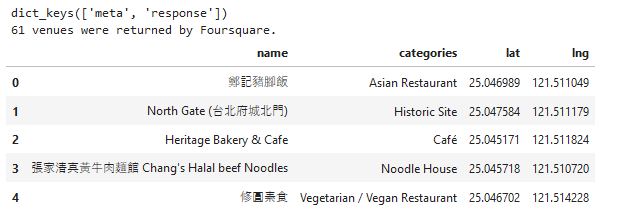 dict_keys(['meta', 'response'])
61 venues were returned by Foursquare.
name categories lat lng
0 鄭記豬腳飯 Asian Restaurant 25.046989 121.511049
1 North Gate (台北府城北門) Historic Site 25.047584 121.511179
2 Heritage Bakery & Cafe Café 25.045171 121.511824
3 張家清真黃牛肉麵館 Chang's Halal beef Noodles Noodle House 25.045718 121.510720
4 修圓素食 Vegetarian / Vegan Restaurant 25.046702 121.514228